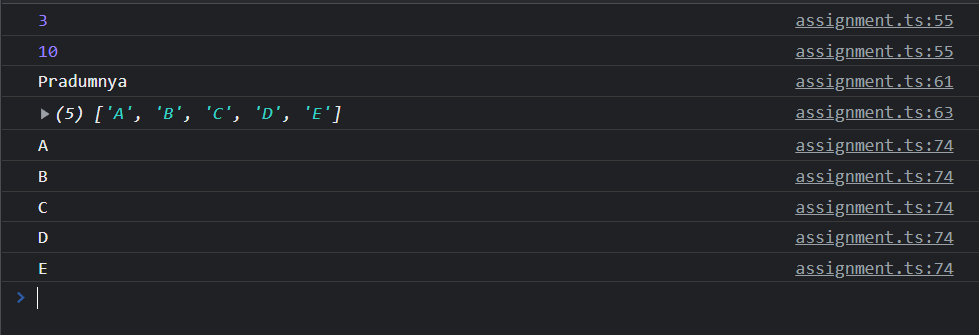 3 assignment.ts:55
10 assignment.ts:55
Pradumnya assignment.ts:61
▶ (5) ['A', 'B', 'C', 'D', 'E'] assignment.ts:63
A assignment.ts:74
B assignment.ts:74
C assignment.ts:74
D assignment.ts:74
E assignment.ts:74
>